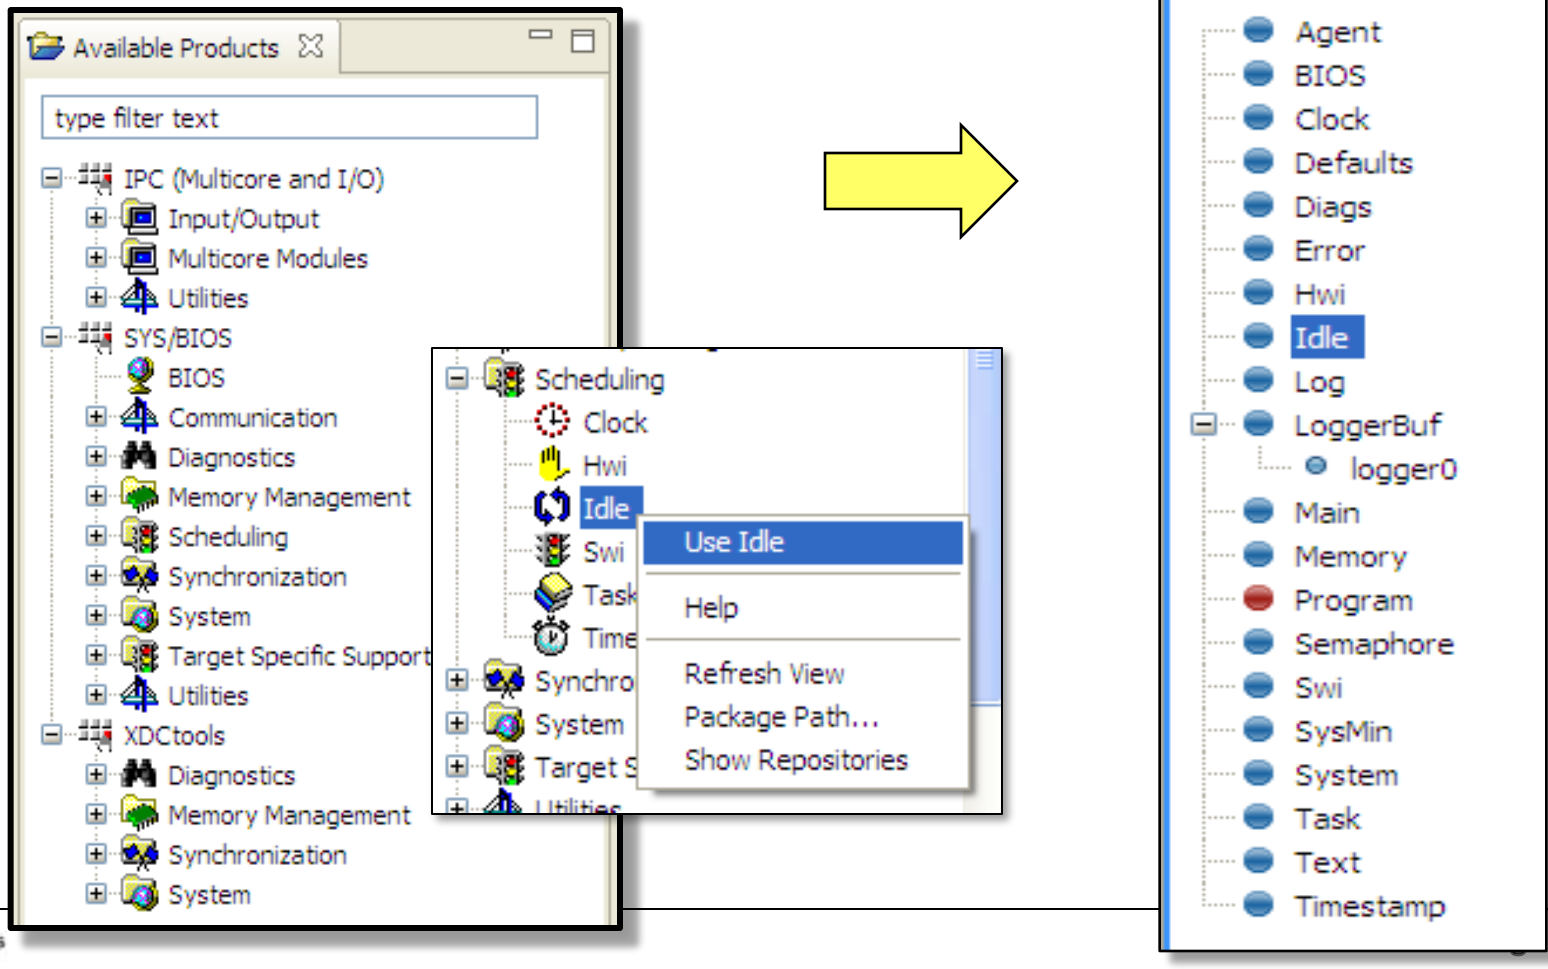 Available Products
type filter text
IPC (Multicore and I/O)
Input/Output
Multicore Modules
Utilities
SYS/BIOS
BIOS
Communication
Diagnostics
Memory Management
Scheduling
Synchronization
System
Target Specific Support
Utilities
XDCtools
Diagnostics
Memory Management
Synchronization
System
Scheduling
Clock
Hwi
Idle
Swi
Task
Time
Synchro
System
Target S
Utilities
Use Idle
Help
Refresh View
Package Path...
Show Repositories
Agent
BIOS
Clock
Defaults
Diags
Error
Hwi
Idle
Log
LoggerBuf
logger0
Main
Memory
Program
Semaphore
Swi
SysMin
System
Task
Text
Timestamp